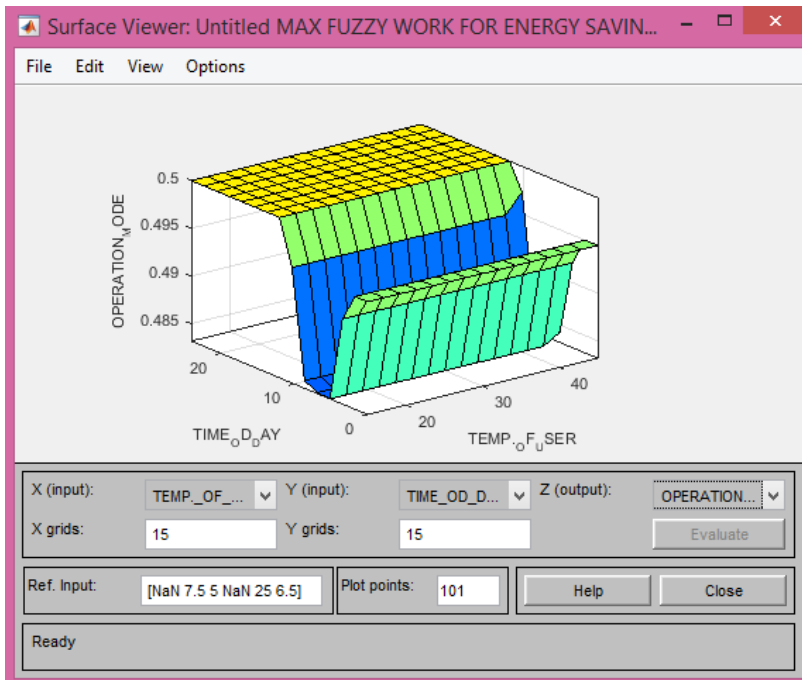 Surface Viewer: Untitled MAX FUZZY WORK FOR ENERGY SAVIN...
File Edit View Options
0.5
0.495
0.49
0.485
OPERATION_MODE
20
10
0
TIME_OD_DAY
20
30
40
TEMP._OF_USER
X (input): TEMP._OF_... Y (input): TIME_OD_D... Z (output): OPERATION...
X grids: 15 Y grids: 15 Evaluate
Ref. Input: [NaN 7.5 5 NaN 25 6.5] Plot points: 101 Help Close
Ready